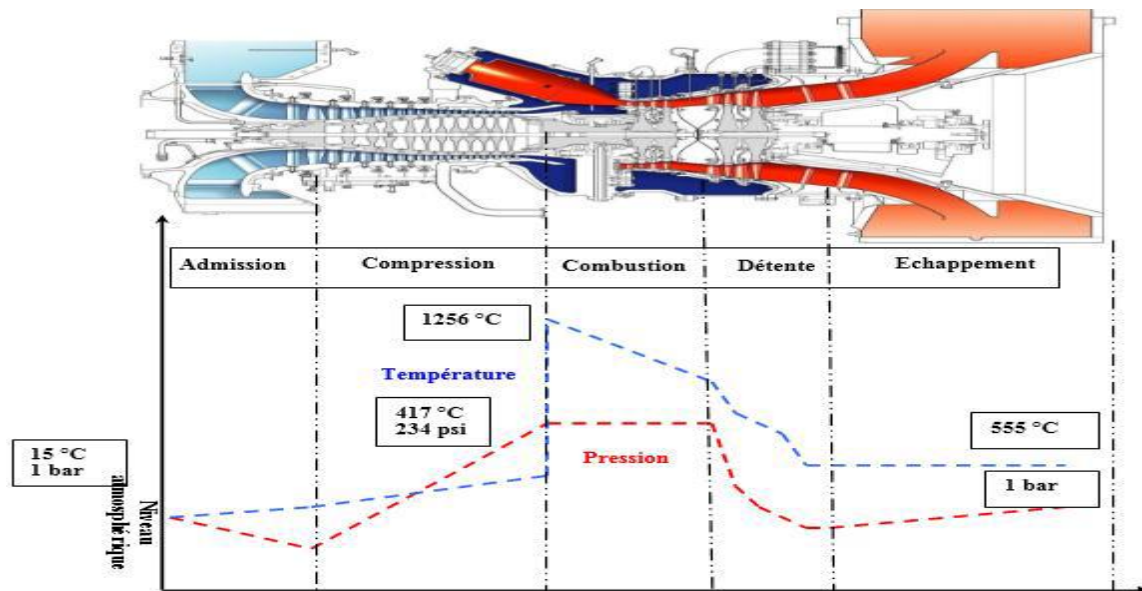 Admission
Compression
Combustion
Détente
Echappement
1256 °C
Température
417 °C
234 psi
Pression
555 °C
1 bar
15 °C
1 bar
Niveau
atmosphérique